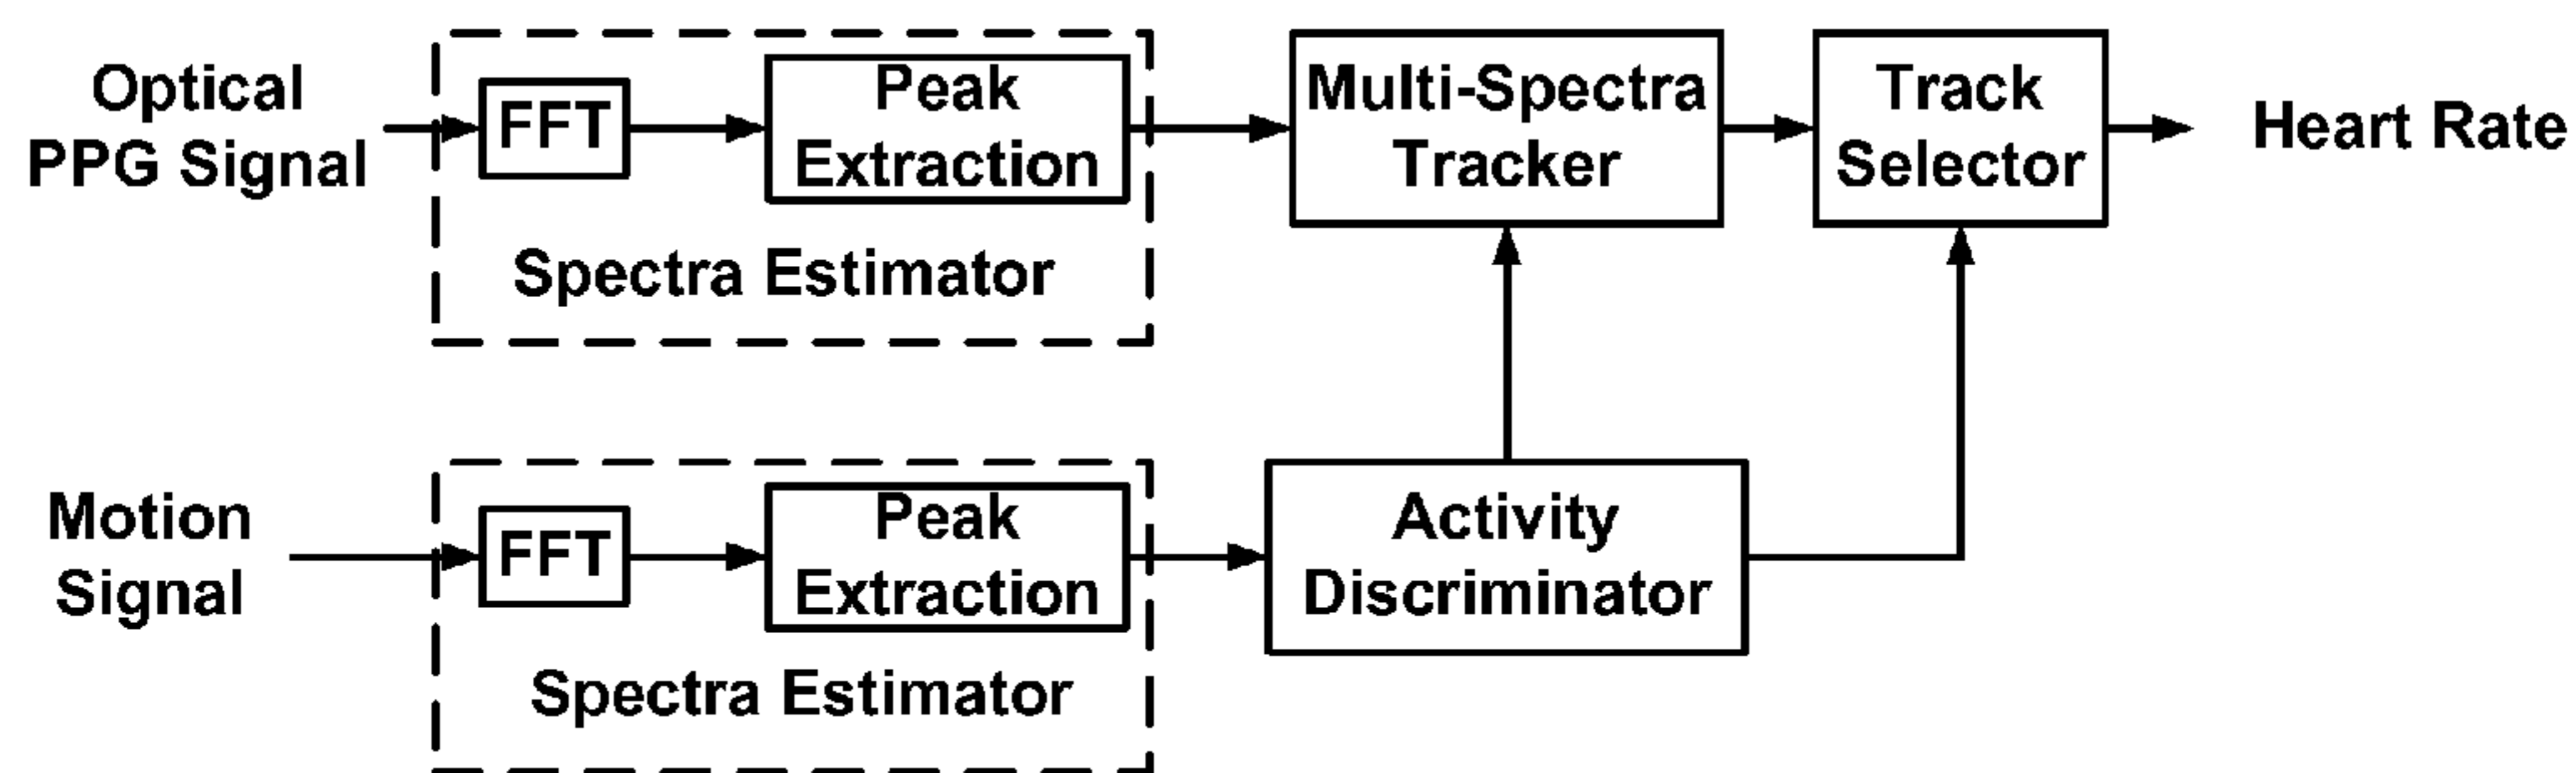 Optical
PPG Signal
FFT
Peak
Extraction
Spectra Estimator
Multi-Spectra
Tracker
Track
Selector
Heart Rate
Motion
Signal
FFT
Peak
Extraction
Spectra Estimator
Activity
Discriminator